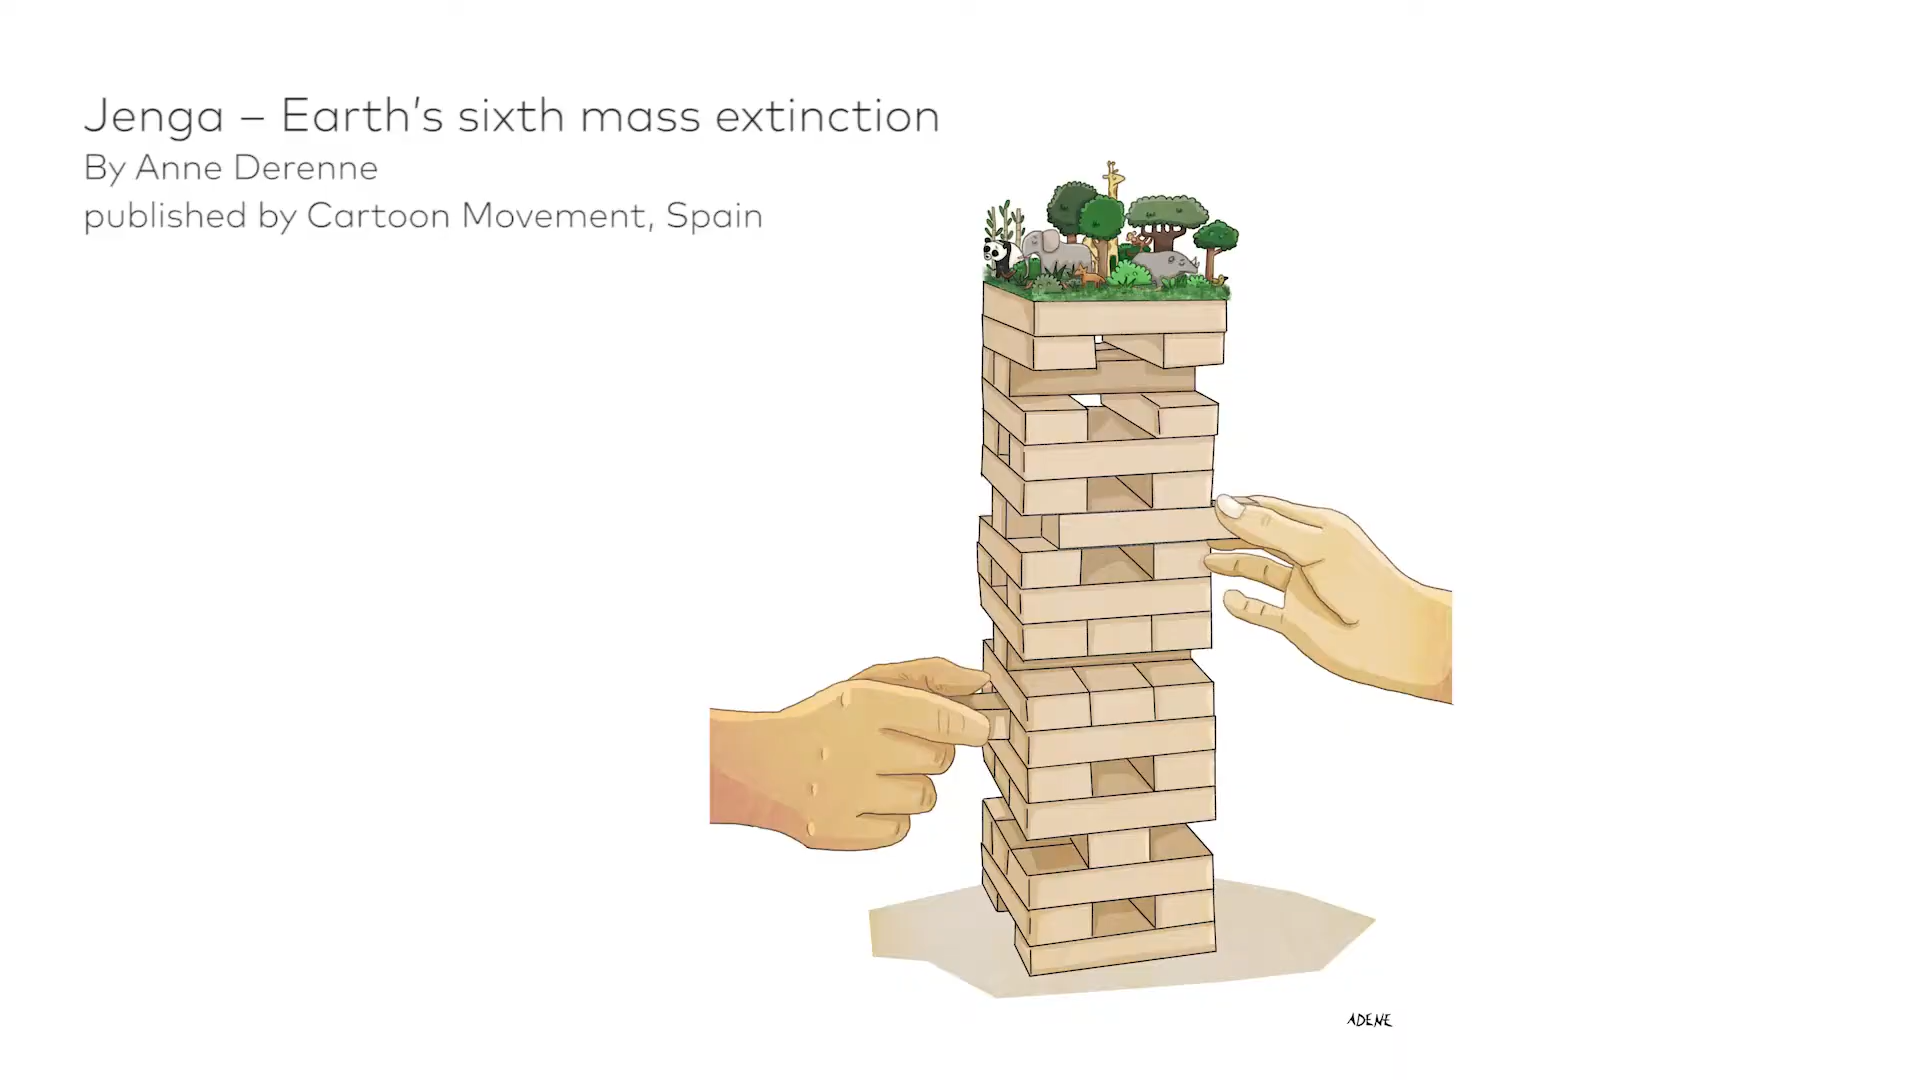 Jenga – Earth’s sixth mass extinction
By Anne Derenne
published by Cartoon Movement, Spain
ADENE